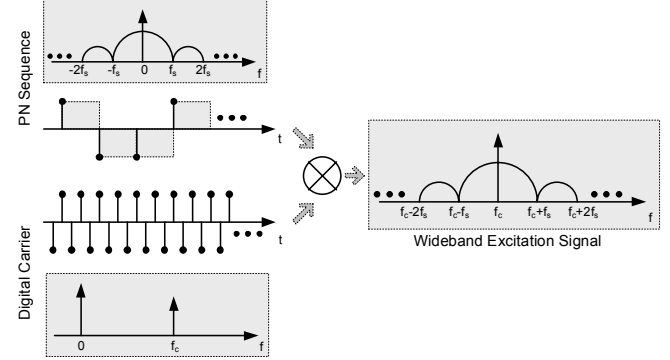 PN Sequence
-2fs -fs 0 fs 2fs f
t
t
Digital Carrier
0 fc f
fc-2fs fc-fs fc fc+fs fc+2fs f
Wideband Excitation Signal